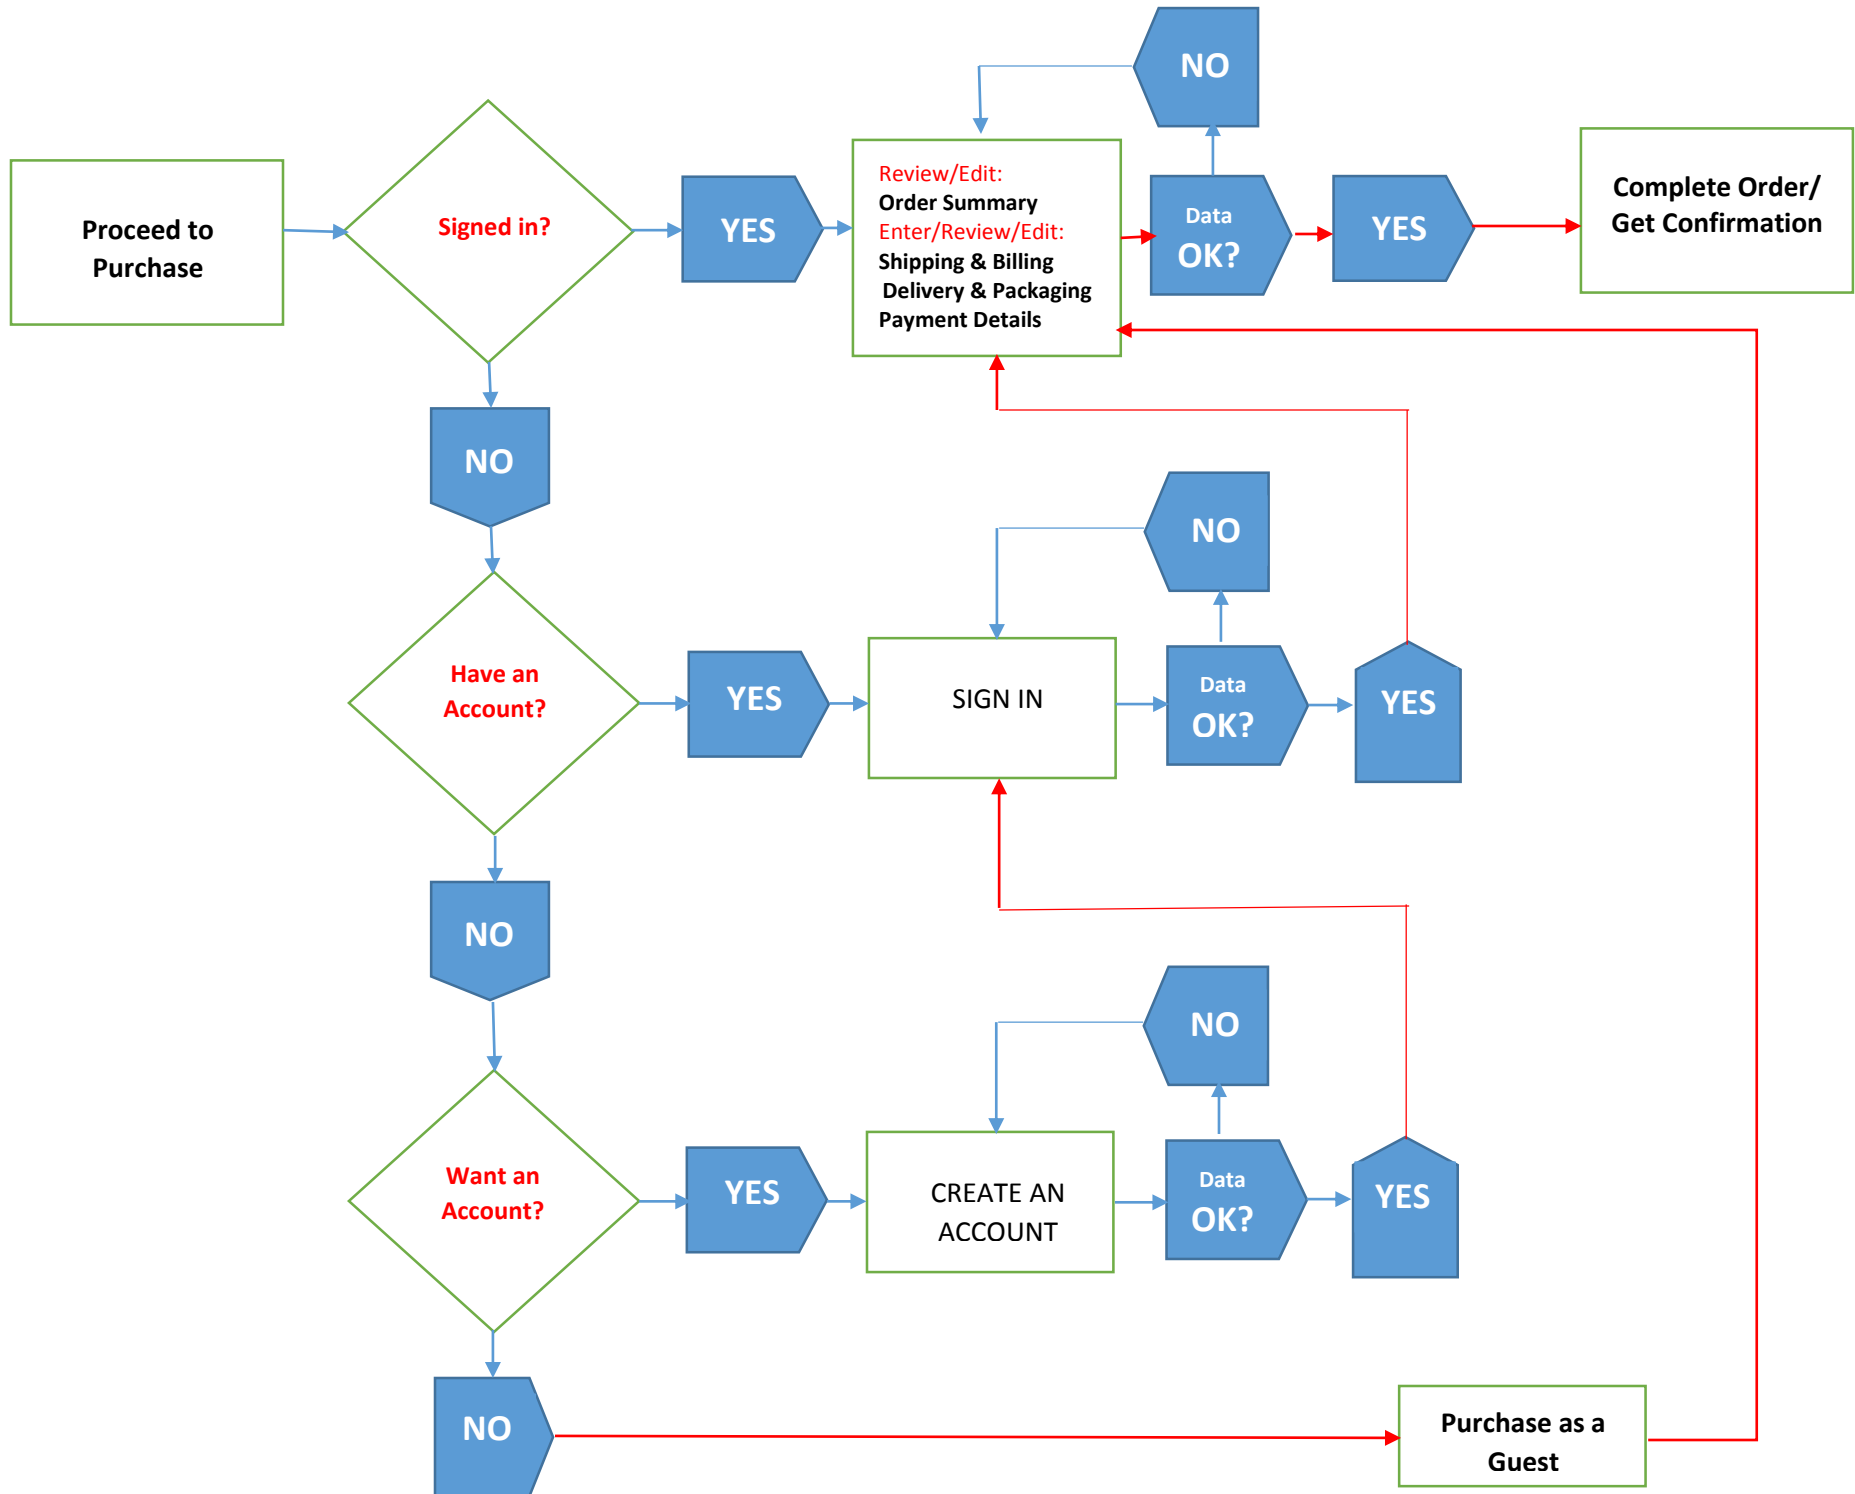 NO
Proceed to
Purchase
Signed in?
YES
Review/Edit:
Order Summary
Enter/Review/Edit:
Shipping & Billing
Delivery & Packaging
Payment Details
Data
OK?
YES
Complete Order/
Get Confirmation
NO
NO
Have an
Account?
YES
SIGN IN
Data
OK?
YES
NO
NO
Want an
Account?
YES
CREATE AN
ACCOUNT
Data
OK?
YES
NO
Purchase as a
Guest